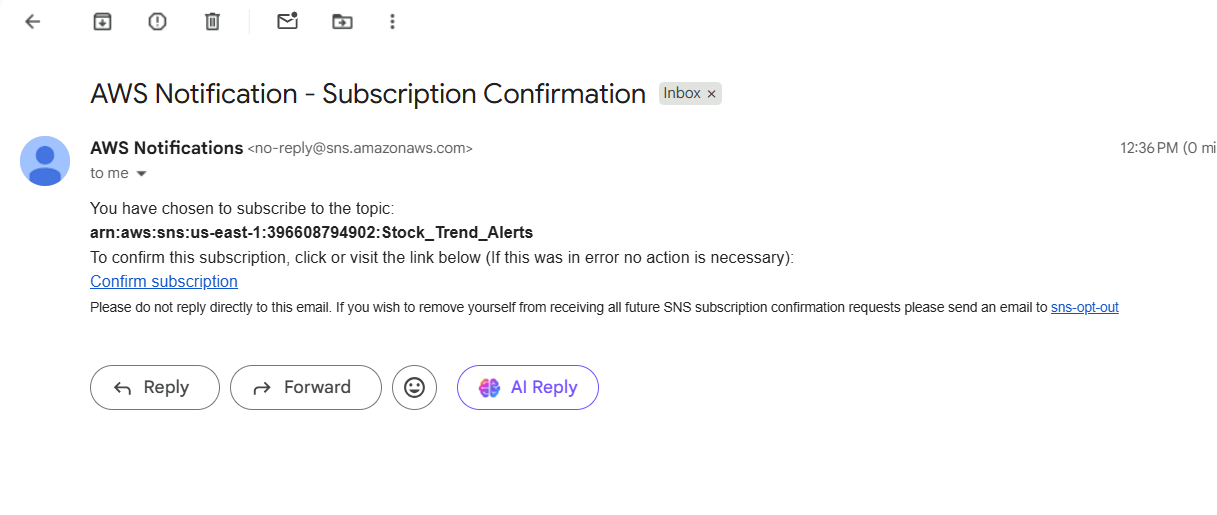 AWS Notification - Subscription Confirmation Inbox ×
AWS Notifications <no-reply@sns.amazonaws.com> 12:36 PM (0 mi
to me
You have chosen to subscribe to the topic:
arn:aws:sns:us-east-1:396608794902:Stock_Trend_Alerts
To confirm this subscription, click or visit the link below (If this was in error no action is necessary):
Confirm subscription
Please do not reply directly to this email. If you wish to remove yourself from receiving all future SNS subscription confirmation requests please send an email to sns-opt-out
Reply Forward AI Reply